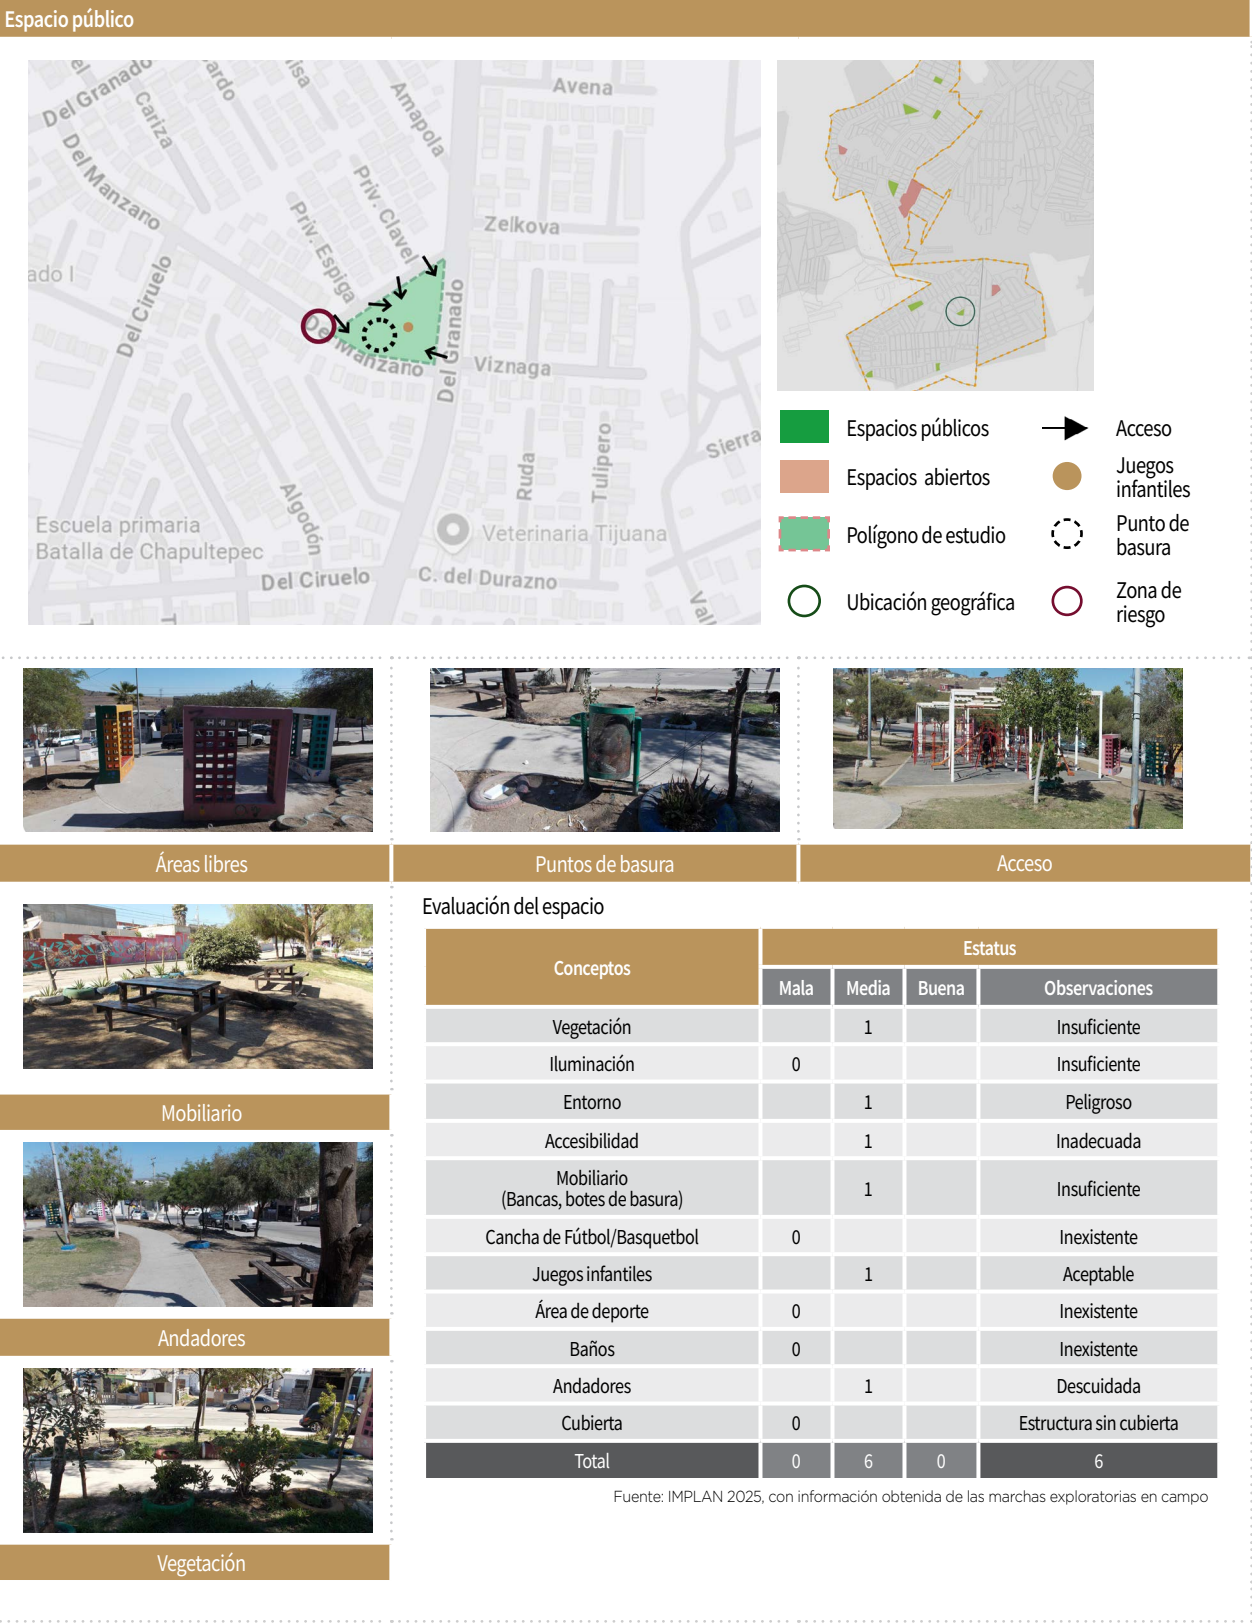 Espacio público
Del Granado
Cariza
Amapola
Avena
Del Manzano
Priv. Clavel
Priv. Espiga
Zelkova
ado I
Del Ciruelo
Del Manzano
Del Granado
Viznaga
Algodón
Ruda
Tulipero
Sierra
Escuela primaria
Batalla de Chapultepec
Veterinaria Tijuana
Del Ciruelo
C. del Durazno
Espacios públicos
Acceso
Espacios abiertos
Juegos
infantiles
Polígono de estudio
Punto de
basura
Ubicación geográfica
Zona de
riesgo
Áreas libres
Puntos de basura
Acceso
Mobiliario
Andadores
Vegetación
Evaluación del espacio
Conceptos Estatus
Mala Media Buena Observaciones
Vegetación 1 Insuficiente
Iluminación 0 Insuficiente
Entorno 1 Peligroso
Accesibilidad 1 Inadecuada
Mobiliario
(Bancas, botes de basura) 1 Insuficiente
Cancha de Fútbol/Basquetbol 0 Inexistente
Juegos infantiles 1 Aceptable
Área de deporte 0 Inexistente
Baños 0 Inexistente
Andadores 1 Descuidada
Cubierta 0 Estructura sin cubierta
Total 0 6 0 6
Fuente: IMPLAN 2025, con información obtenida de las marchas exploratorias en campo